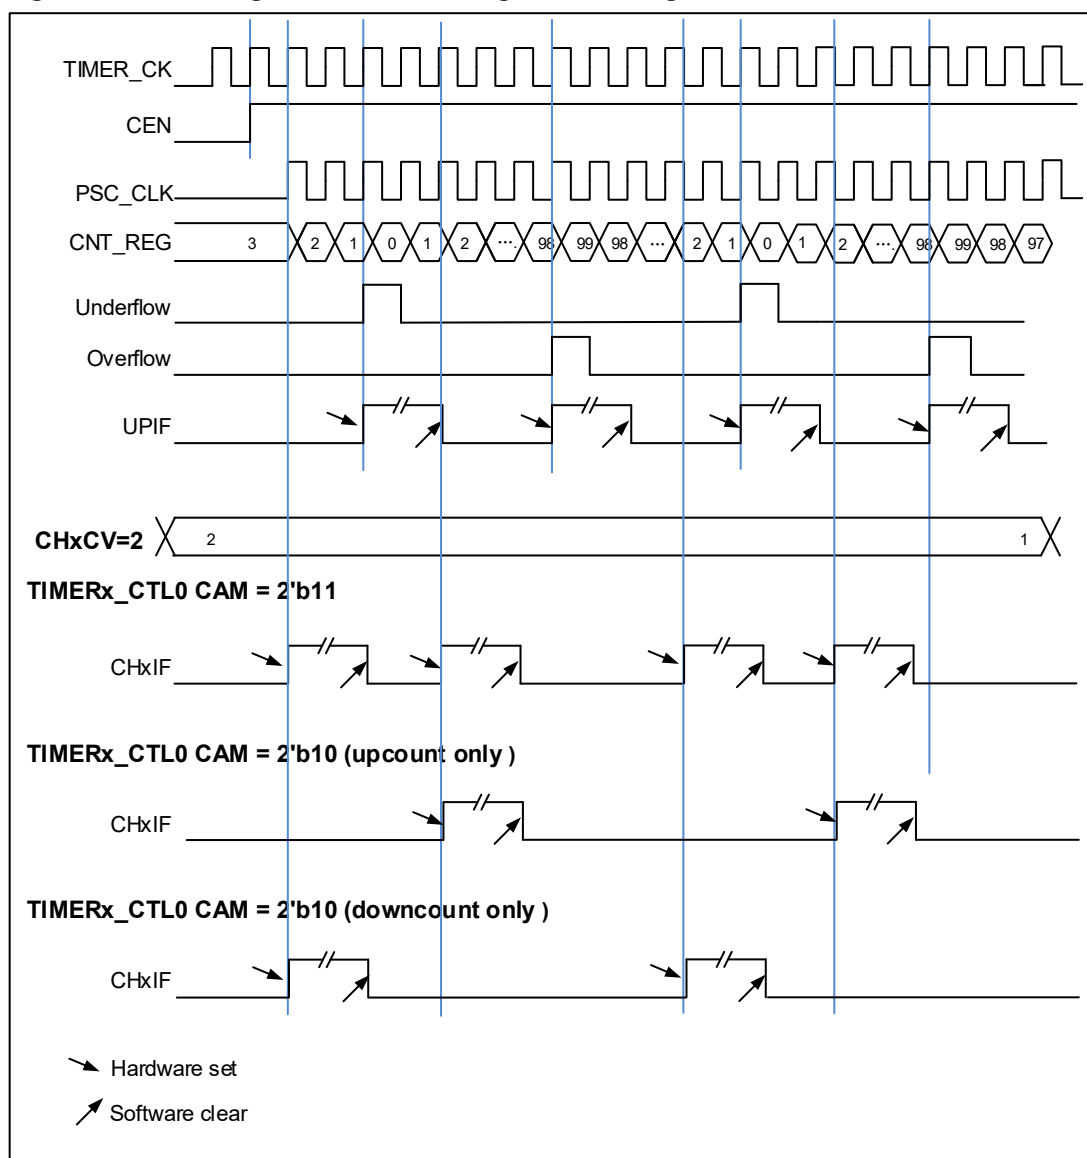 TIMER_CK
CEN
PSC_CLK
CNT_REG 3 2 1 0 1 2 .... 98 99 98 ... 2 1 0 1 2 .... 98 99 98 97
Underflow
Overflow
UPIF
CHxCV=2 2 1
TIMERx_CTL0 CAM = 2'b11
CHxIF
TIMERx_CTL0 CAM = 2'b10 (upcount only )
CHxIF
TIMERx_CTL0 CAM = 2'b10 (downcount only )
CHxIF
Hardware set
Software clear